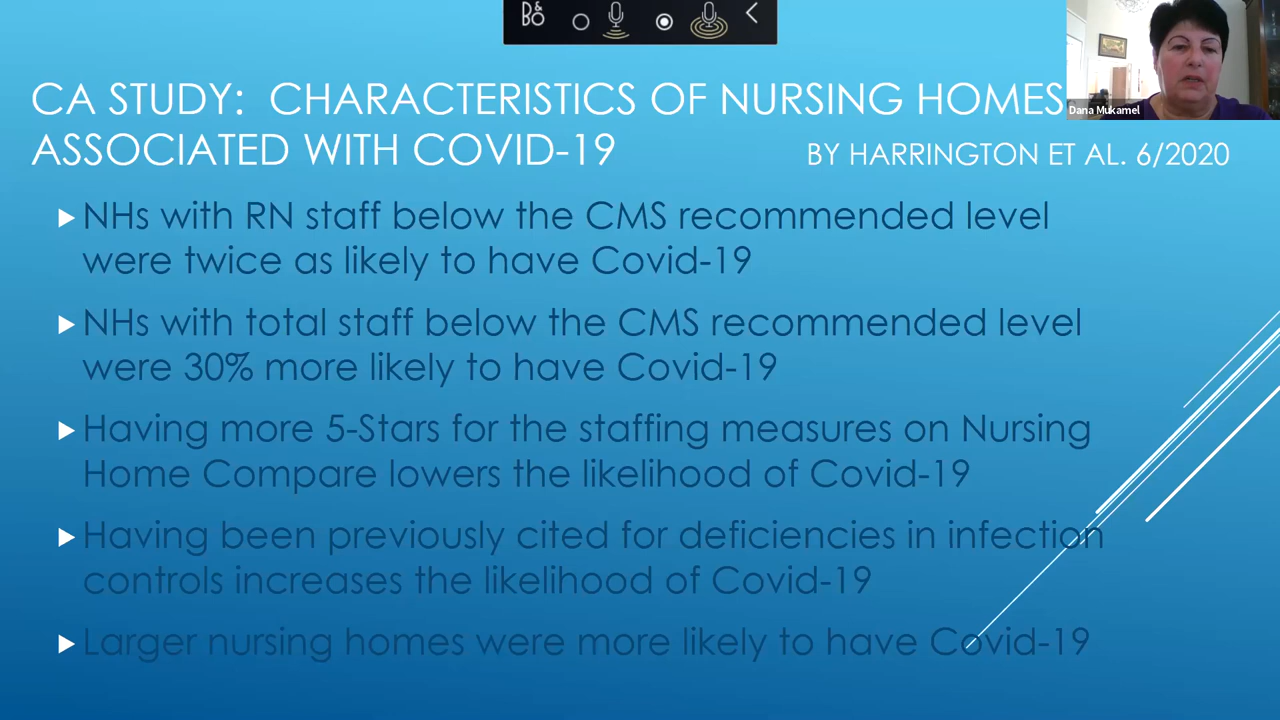 B&
BO
CA STUDY: CHARACTERISTICS OF NURSING HOMES
Dana Mukamel
ASSOCIATED WITH COVID-19 BY HARRINGTON ET AL. 6/2020
NHs with RN staff below the CMS recommended level
were twice as likely to have Covid-19
NHs with total staff below the CMS recommended level
were 30% more likely to have Covid-19
Having more 5-Stars for the staffing measures on Nursing
Home Compare lowers the likelihood of Covid-19
Having been previously cited for deficiencies in infection
controls increases the likelihood of Covid-19
Larger nursing homes were more likely to have Covid-19